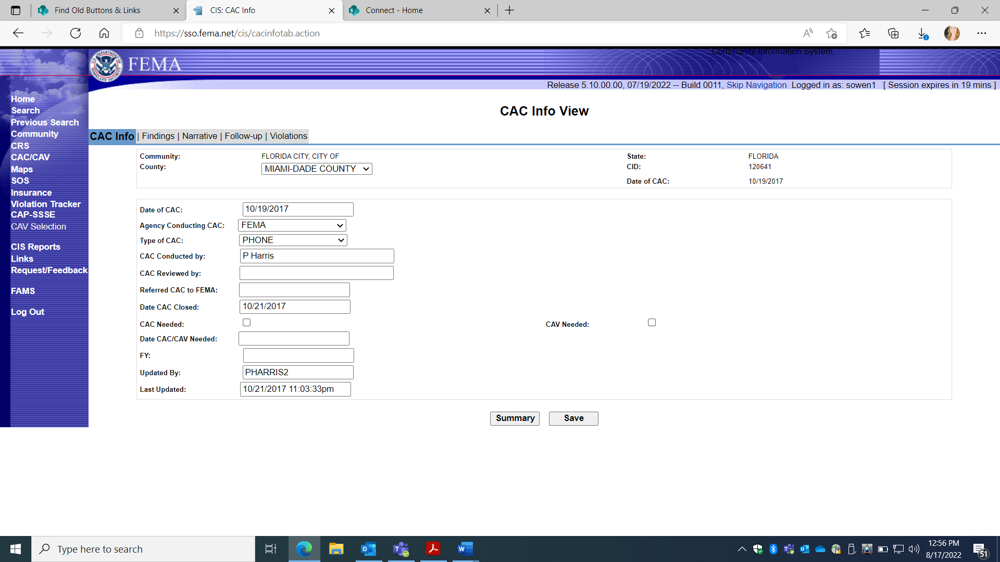 Find Old Buttons & Links
CIS: CAC Info
Connect - Home
https://sso.fema.net/cis/cacinfotab.action
Community Information System
FEMA
Release 5.10.00.00, 07/19/2022 -- Build 0011, Skip Navigation Logged in as: sowen1 [ Session expires in 19 mins ]
Home
Search
Previous Search
Community
CRS
CAC/CAV
Maps
SOS
Insurance
Violation Tracker
CAP-SSSE
CAV Selection
CIS Reports
Links
Request/Feedback
FAMS
Log Out
CAC Info View
CAC Info | Findings | Narrative | Follow-up | Violations
Community: FLORIDA CITY, CITY OF State: FLORIDA
County: MIAMI-DADE COUNTY CID: 120641
Date of CAC: 10/19/2017
Date of CAC: 10/19/2017
Agency Conducting CAC: FEMA
Type of CAC: PHONE
CAC Conducted by: P Harris
CAC Reviewed by:
Referred CAC to FEMA:
Date CAC Closed: 10/21/2017
CAC Needed: CAV Needed:
Date CAC/CAV Needed:
FY:
Updated By: PHARRIS2
Last Updated: 10/21/2017 11:03:33pm
Summary Save
Type here to search
12:56 PM
8/17/2022
51